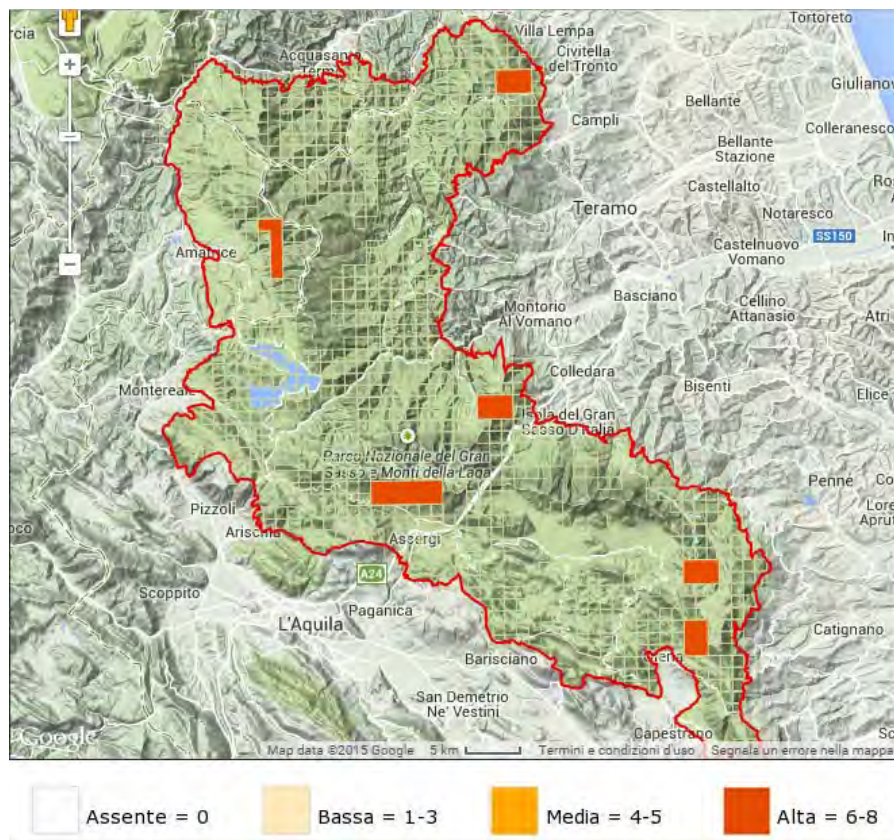 Tortoreto
Villa Lempa
Acquasanta
Terme
Civitella
del Tronto
Giulianov
Bellante
Campli
Colleranesco
Bellante
Stazione
Castellalto
Teramo
Notaresco
SS150
Castelnuovo
Vomano
Amatrice
Basciano
Montorio
Al Vomano
Cellino
Attanasio
Atri
Colledara
Montereale
Bisenti
Elice
Isola del Gran
Sasso D'Italia
Parco Nazionale del Gran
Sasso e Monti della Laga
Penne
Pizzoli
Arischia
Assergi
A24
Scoppito
Paganica
L'Aquila
Catignano
Barisciano
San Demetrio
Ne' Vestini
Capestrano
Google
Map data ©2015 Google 5 km Termini e condizioni d'uso Segnala un errore nella mappa
Assente = 0 Bassa = 1-3 Media = 4-5 Alta = 6-8